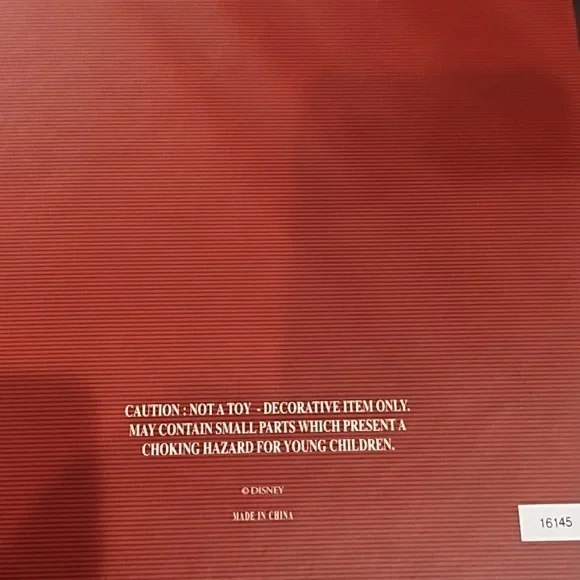 CAUTION : NOT A TOY - DECORATIVE ITEM ONLY.
MAY CONTAIN SMALL PARTS WHICH PRESENT A
CHOKING HAZARD FOR YOUNG CHILDREN.
© DISNEY
MADE IN CHINA
16145